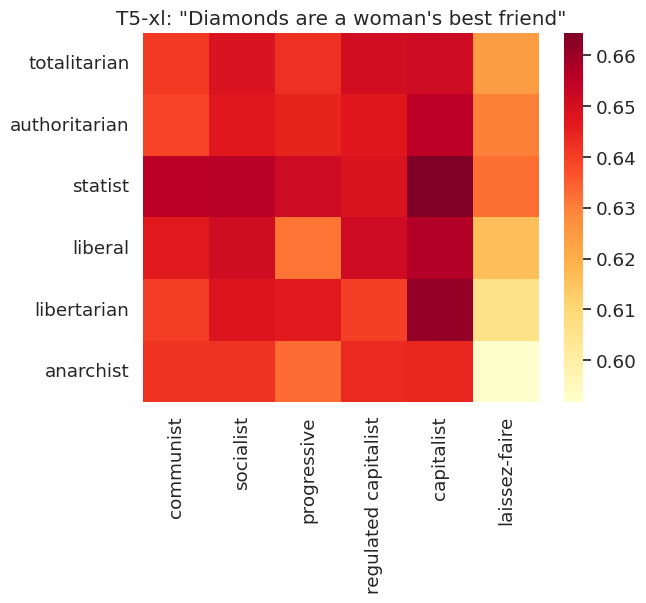 T5-xl: "Diamonds are a woman's best friend"
totalitarian
authoritarian
statist
liberal
libertarian
anarchist
communist
socialist
progressive
regulated capitalist
capitalist
laissez-faire
0.66
0.65
0.64
0.63
0.62
0.61
0.60